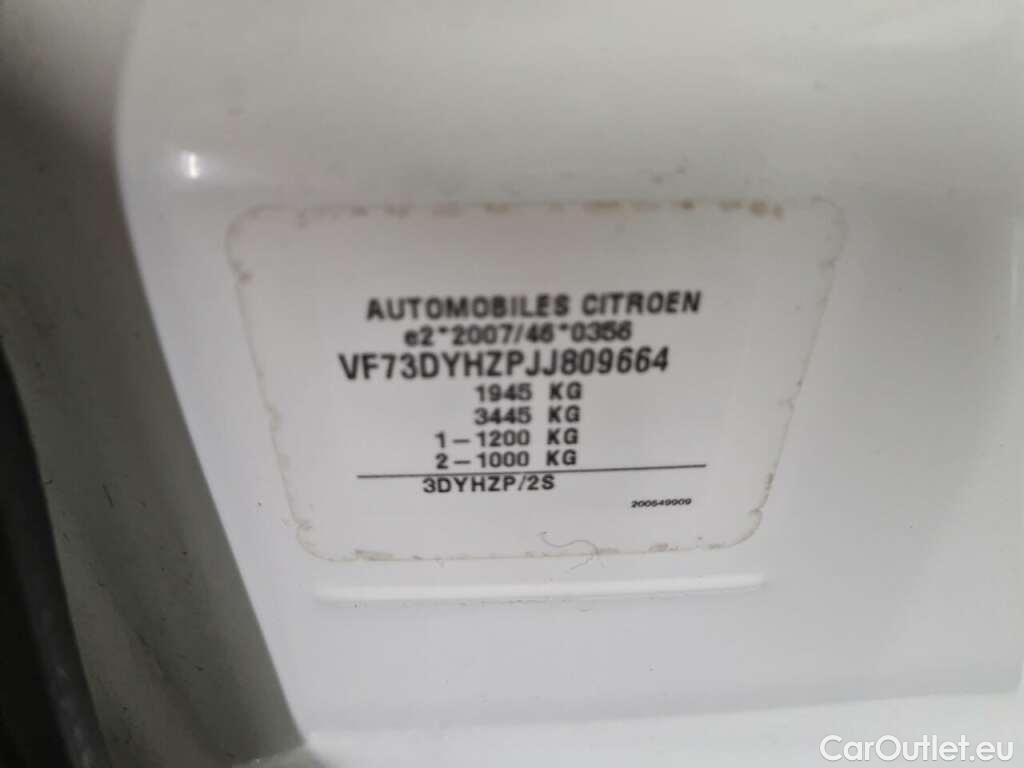 AUTOMOBILES CITROEN
e2*2007/46*0356
VF73DYHZPJJ809664
1945 KG
3445 KG
1-1200 KG
2-1000 KG
3DYHZP/2S
200549909
CarOutlet.eu